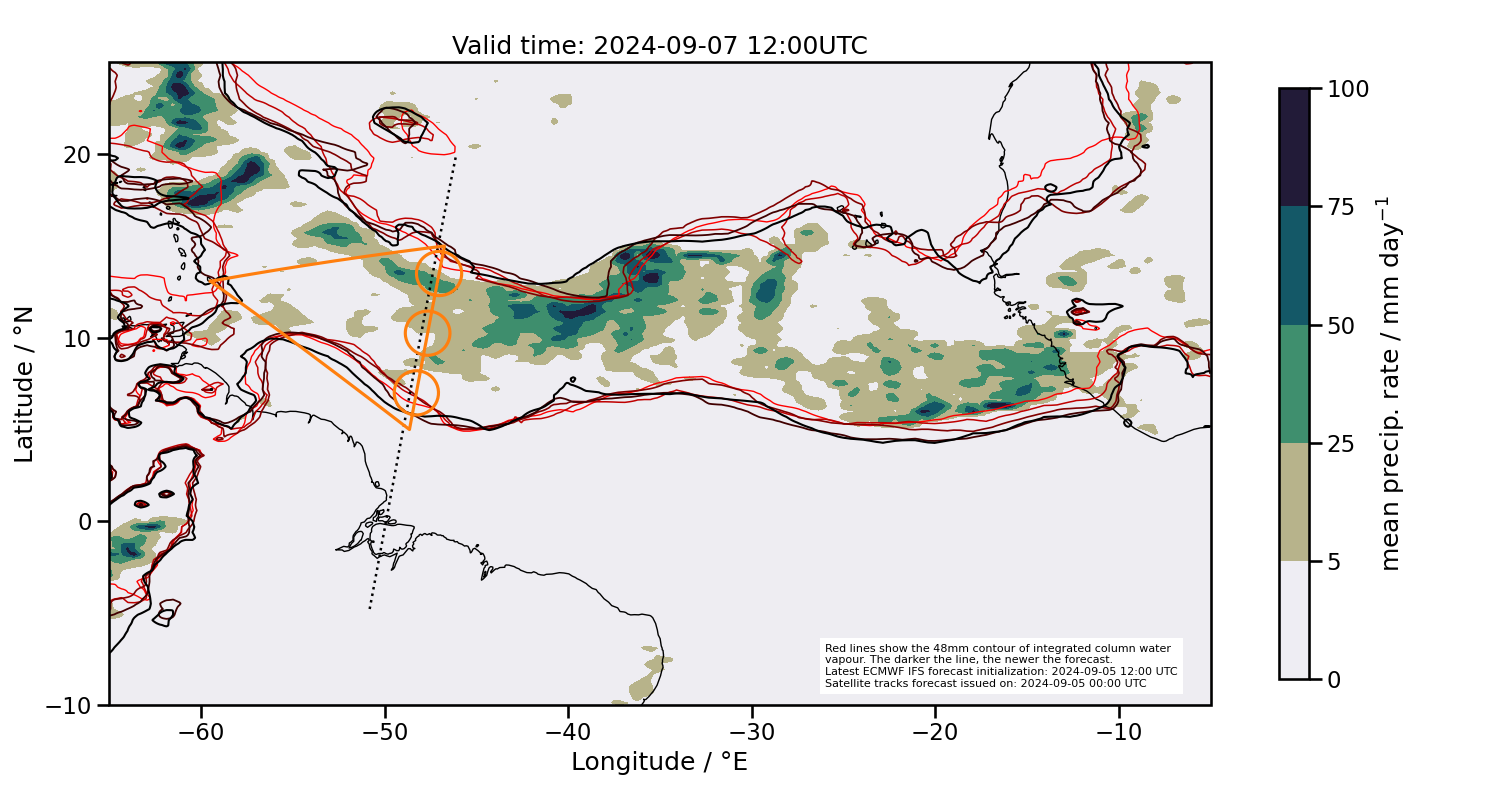 Valid time: 2024-09-07 12:00UTC
20
10
0
−10
Latitude / °N
−60
−50
−40
−30
−20
−10
Longitude / °E
Red lines show the 48mm contour of integrated column water
vapour. The darker the line, the newer the forecast.
Latest ECMWF IFS forecast initialization: 2024-09-05 12:00 UTC
Satellite tracks forecast issued on: 2024-09-05 00:00 UTC
100
75
50
25
5
0
mean precip. rate / mm day⁻¹